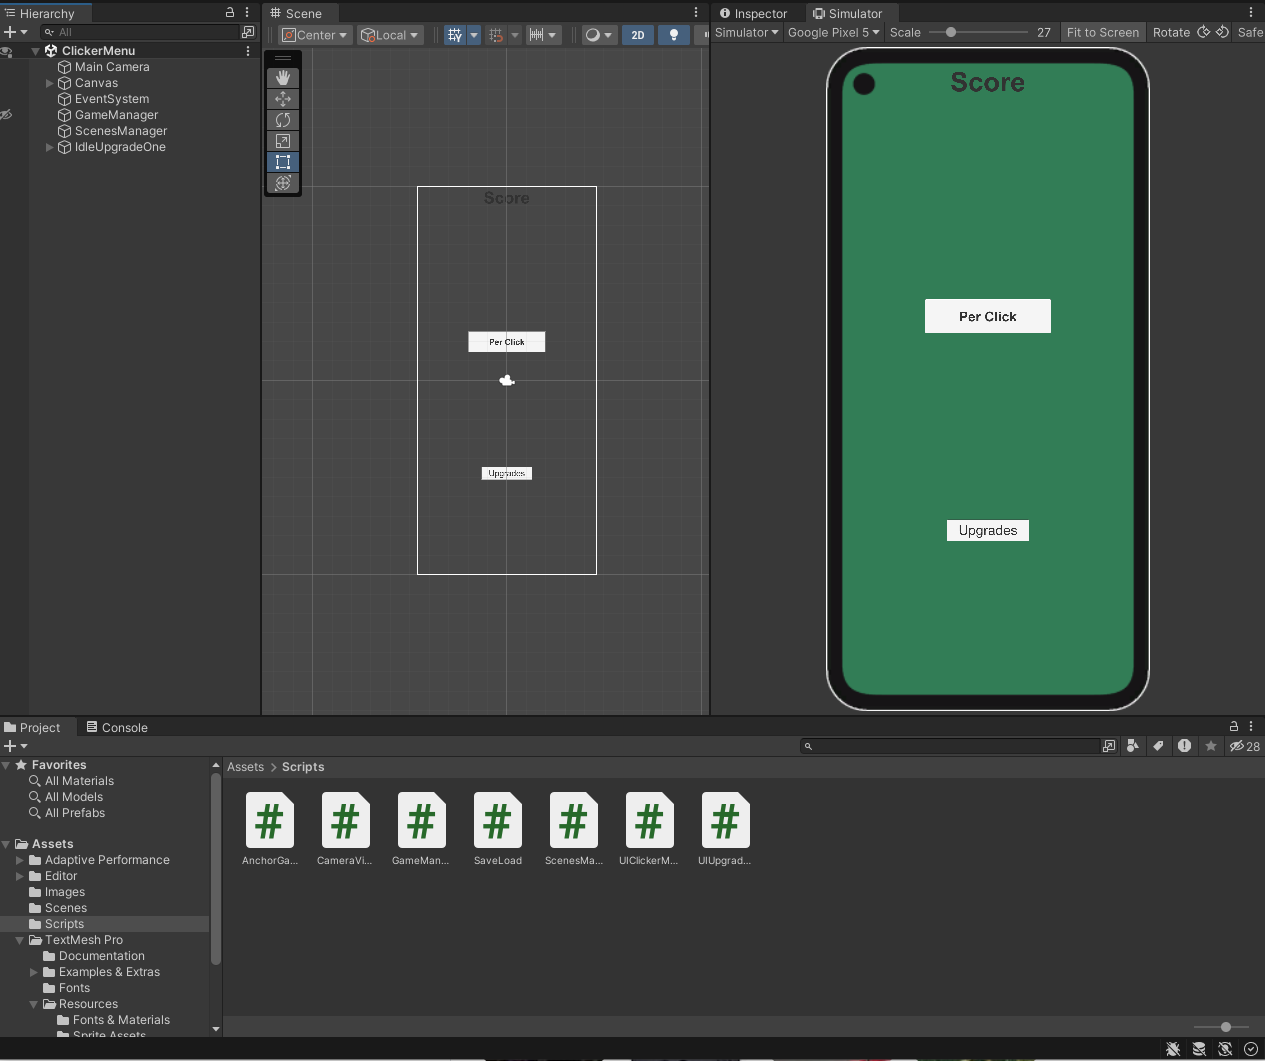 Hierarchy
All
ClickerMenu
Main Camera
Canvas
EventSystem
GameManager
ScenesManager
IdleUpgradeOne
Scene
Center
Local
2D
Score
Per Click
Upgrades
Inspector
Simulator
Simulator
Google Pixel 5
Scale
27
Fit to Screen
Rotate
Safe
Score
Per Click
Upgrades
Project
Console
28
Favorites
All Materials
All Models
All Prefabs
Assets
Adaptive Performance
Editor
Images
Scenes
Scripts
TextMesh Pro
Documentation
Examples & Extras
Fonts
Resources
Fonts & Materials
Sprite Assets
Assets > Scripts
AnchorGa...
CameraVi...
GameMan...
SaveLoad
ScenesMa...
UIClickerM...
UIUpgrad...